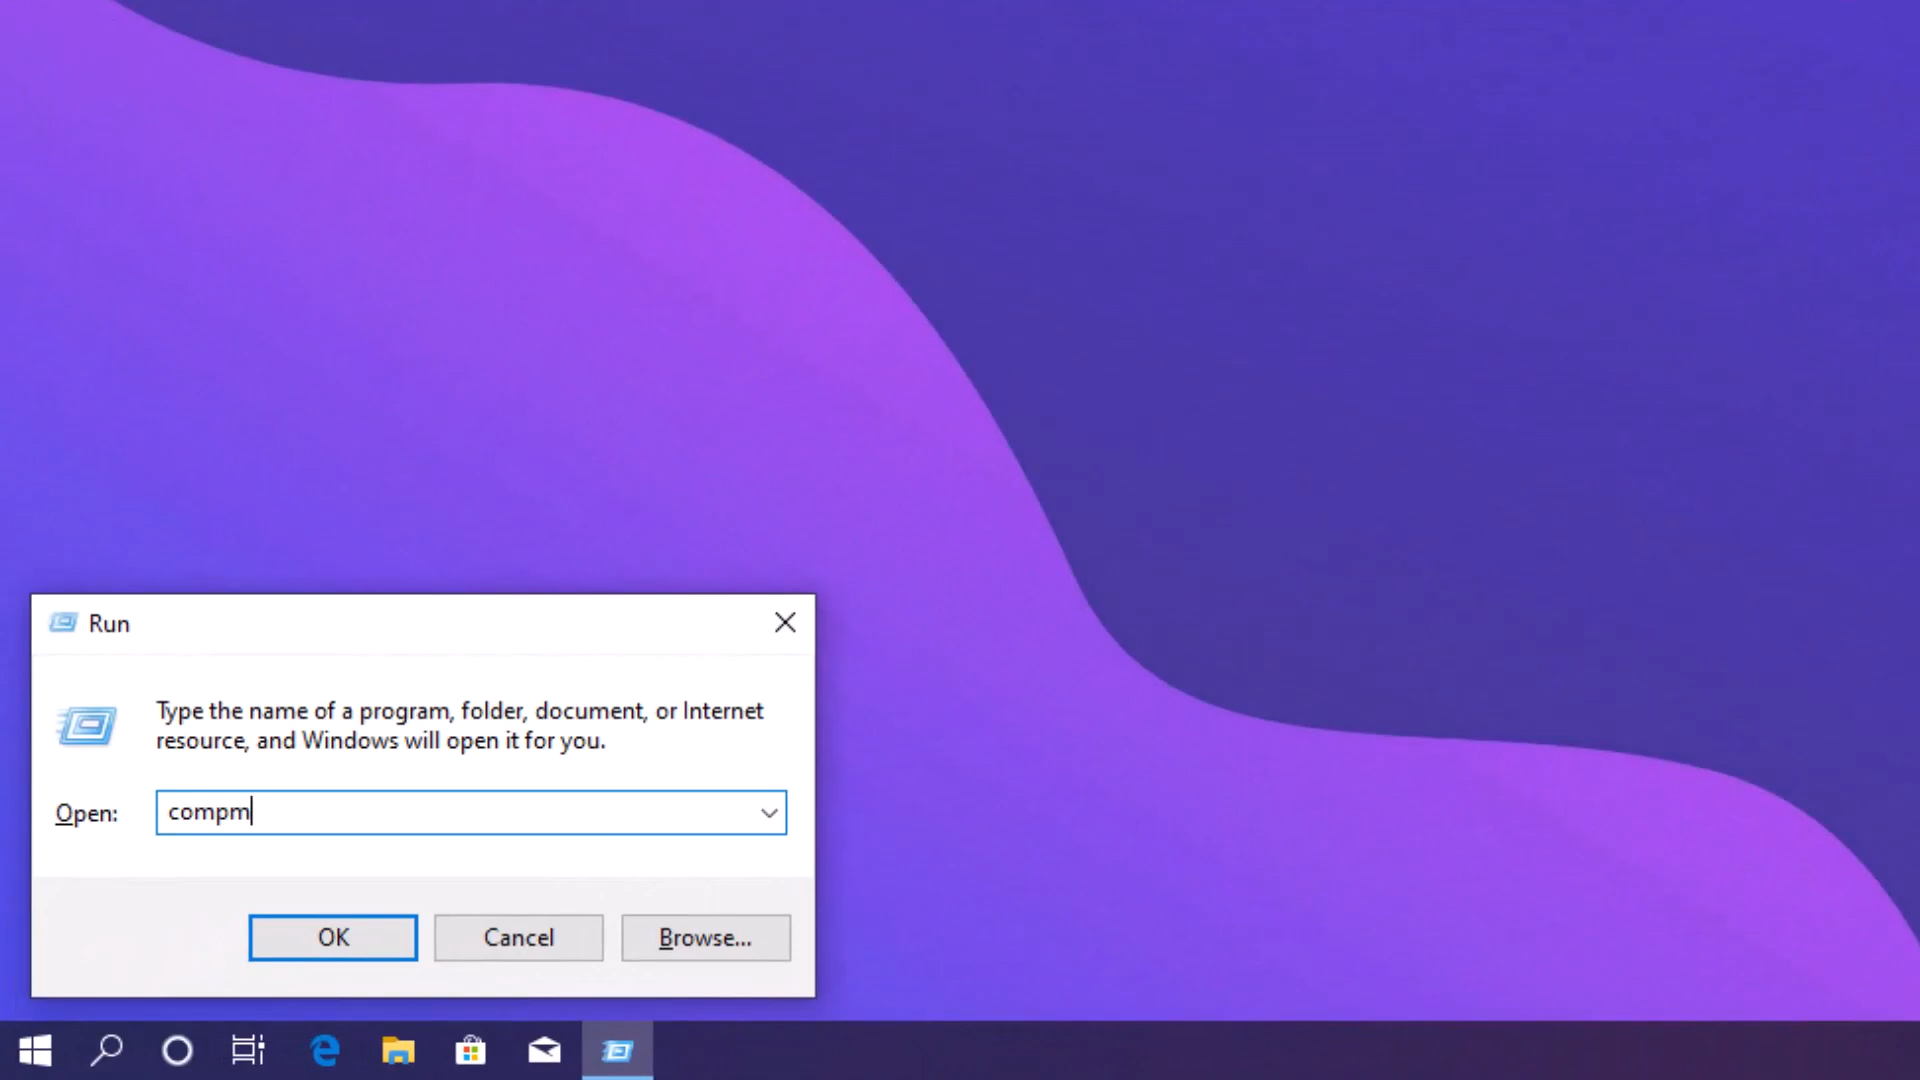 Run
Type the name of a program, folder, document, or Internet
resource, and Windows will open it for you.
Open: compm
OK Cancel Browse...